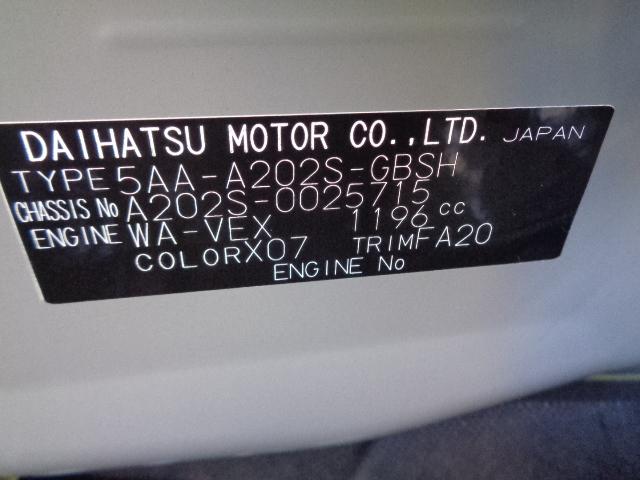 DAIHATSU MOTOR CO.,LTD. JAPAN
TYPE 5AA-A202S-GBSH
CHASSIS No A202S-0025715
ENGINE WA-VEX 1196 cc
COLOR X07 TRIM FA20
ENGINE No